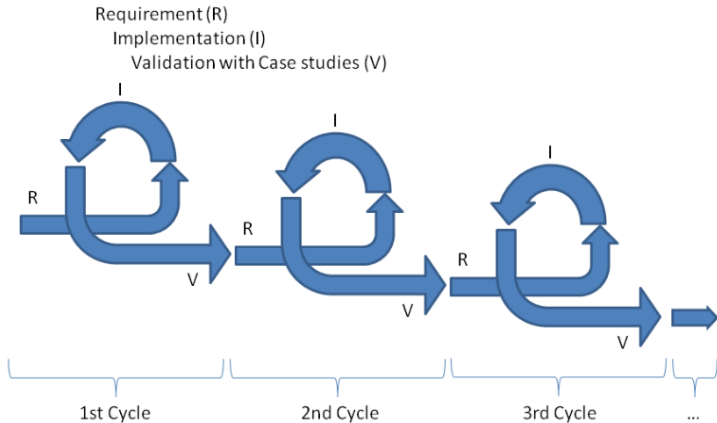 Requirement (R)
Implementation (I)
Validation with Case studies (V)
I
I
I
R
R
R
V
V
V
1st Cycle
2nd Cycle
3rd Cycle
...